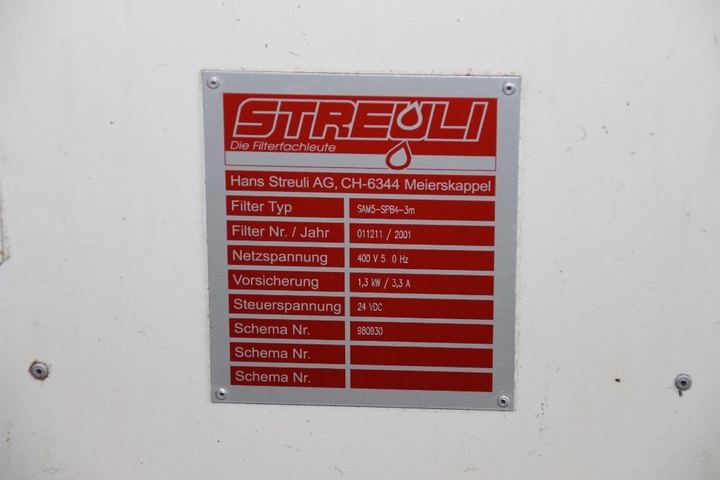 STREULI
Die Filterfachleute
Hans Streuli AG, CH-6344 Meierskappel
Filter Typ SAM5-SPB4-3m
Filter Nr. / Jahr 011211 / 2001
Netzspannung 400 V 5 0 Hz
Vorsicherung 1,3 kW / 3,3 A
Steuerspannung 24 VDC
Schema Nr. 980930
Schema Nr.
Schema Nr.